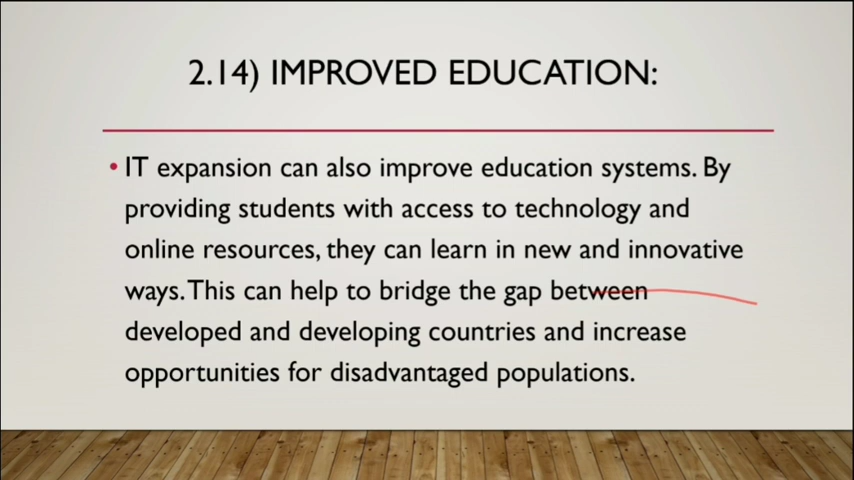 2.14) IMPROVED EDUCATION:
• IT expansion can also improve education systems. By
providing students with access to technology and
online resources, they can learn in new and innovative
ways. This can help to bridge the gap between
developed and developing countries and increase
opportunities for disadvantaged populations.